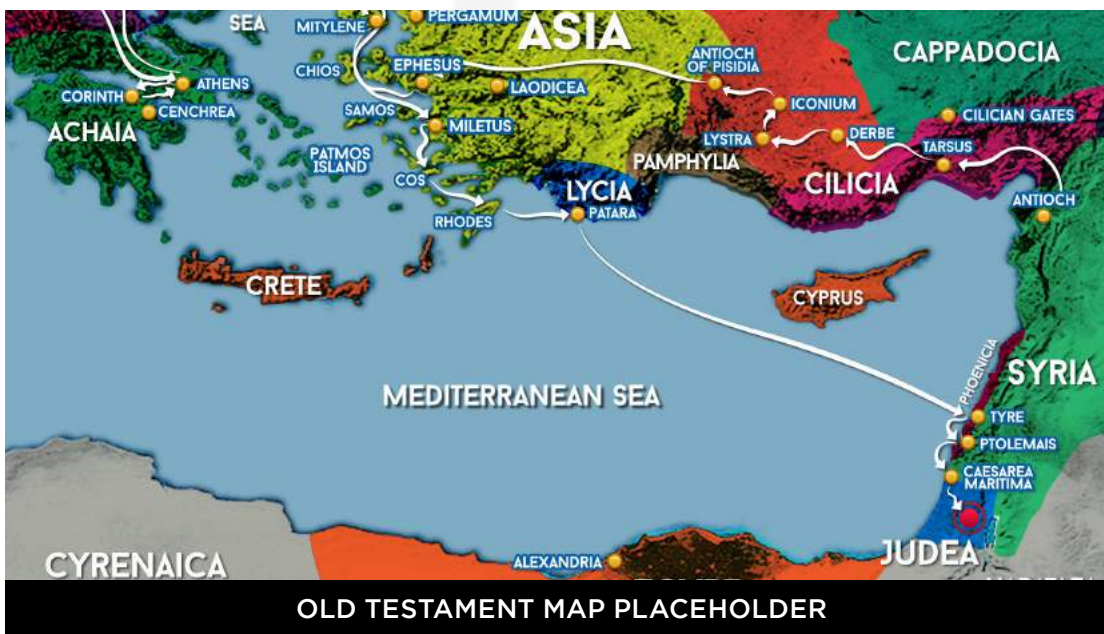 SEA
MITYLENE
PERGAMUM
ASIA
CHIOS
EPHESUS
ANTIOCH
OF PISIDIA
CAPPADOCIA
ATHENS
CORINTH
CENCHREA
LAODICEA
SAMOS
ICONIUM
CILICIAN GATES
ACHAIA
MILETUS
LYSTRA
DERBE
TARSUS
PATMOS
ISLAND
PAMPHYLIA
COS
LYCIA
CILICIA
ANTIOCH
RHODES
PATARA
CRETE
CYPRUS
PHOENICIA
SYRIA
MEDITERRANEAN SEA
TYRE
PTOLEMAIS
CAESAREA
MARITIMA
JUDEA
CYRENAICA
ALEXANDRIA
OLD TESTAMENT MAP PLACEHOLDER